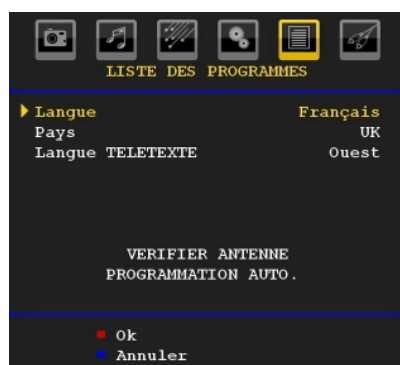 LISTE DES PROGRAMMES
Langue Français
Pays UK
Langue TELETEXTE Ouest
VERIFIER ANTENNE
PROGRAMMATION AUTO.
Ok
Annuler